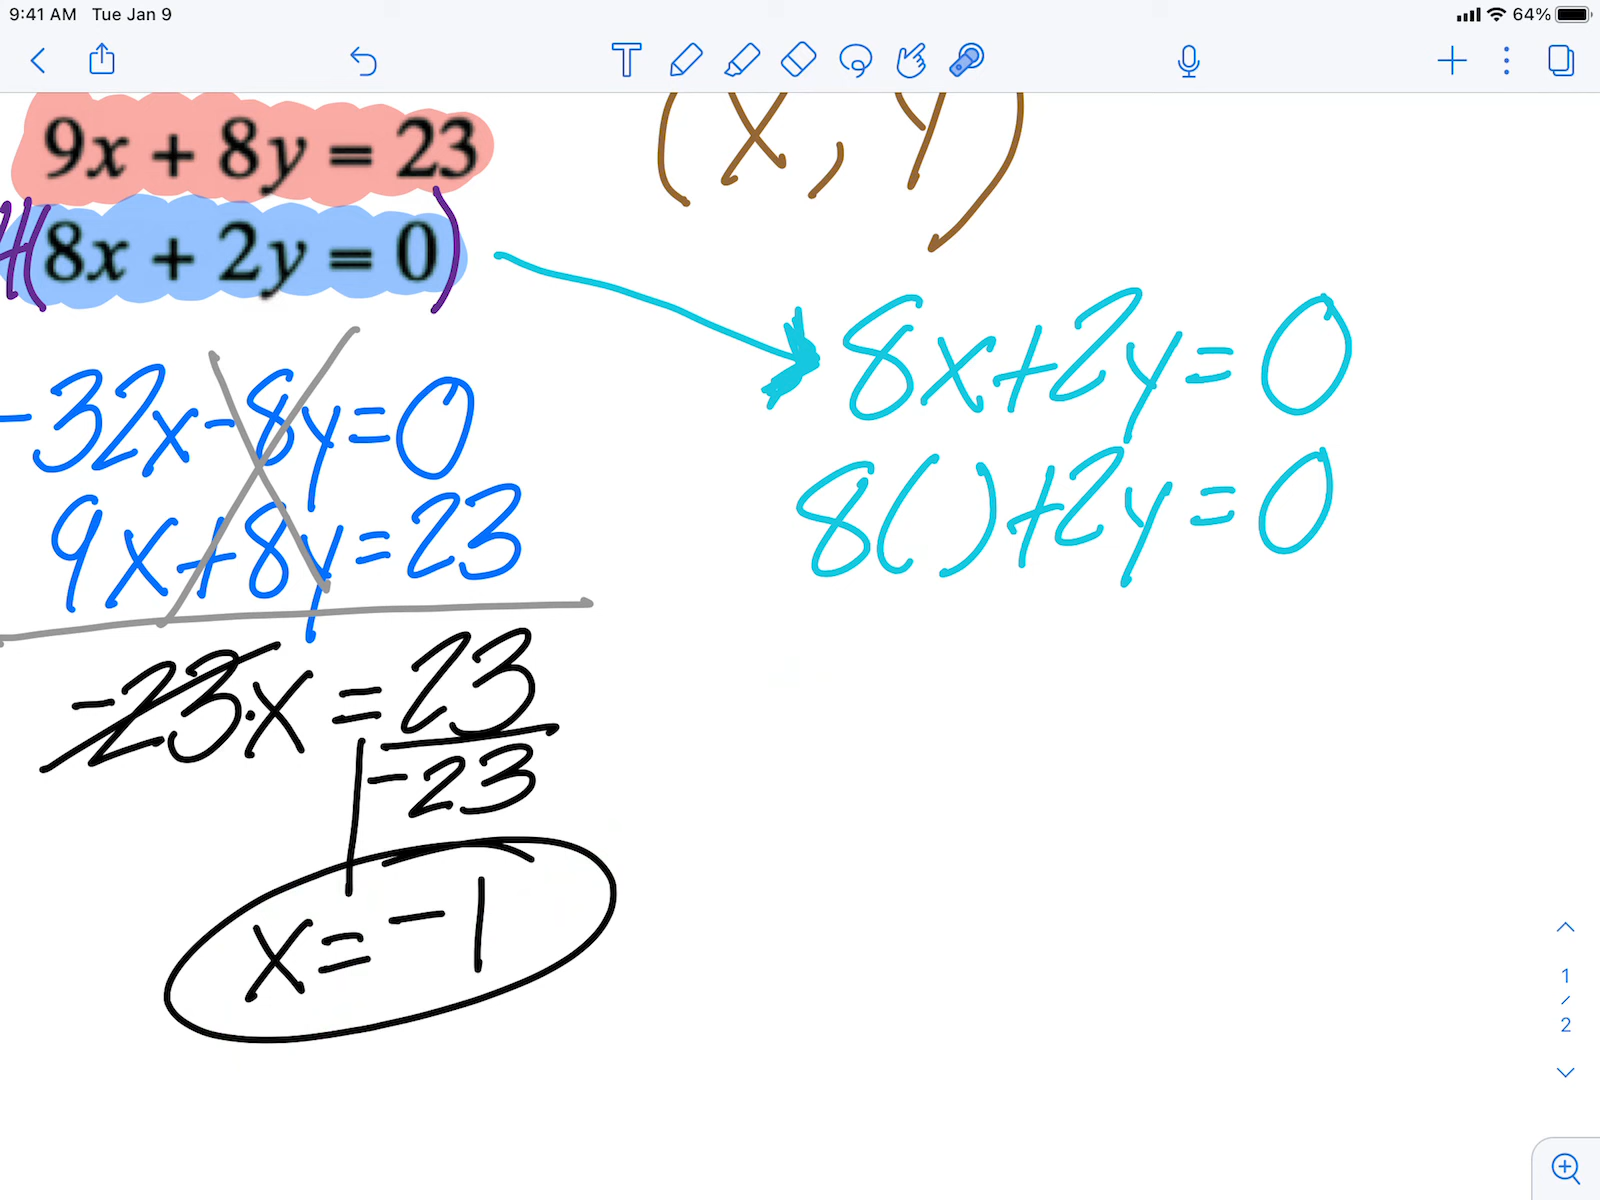 9:41 AM Tue Jan 9
64%
T
(x, y)
9x + 8y = 23
4(8x + 2y = 0)
8x+2y=0
-32x-8y=0
8( )+2y=0
9x+8y=23
-23·x = 23
-23
x=-1
1
/
2